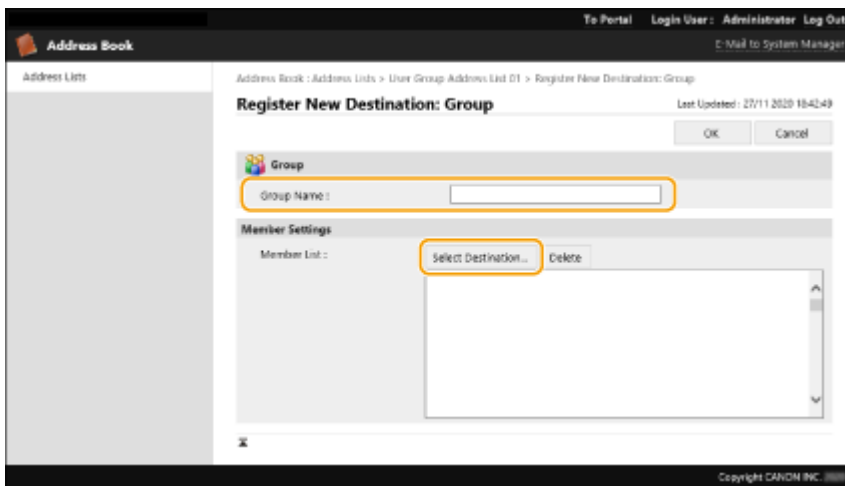 To Portal Login User : Administrator Log Out
Address Book
E-Mail to System Manager
Address Lists
Address Book : Address Lists > User Group Address List 01 > Register New Destination: Group
Register New Destination: Group
Last Updated : 27/11 2020 18:42:49
OK Cancel
Group
Group Name :
Member Settings
Member List :
Select Destination... Delete
Copyright CANON INC.